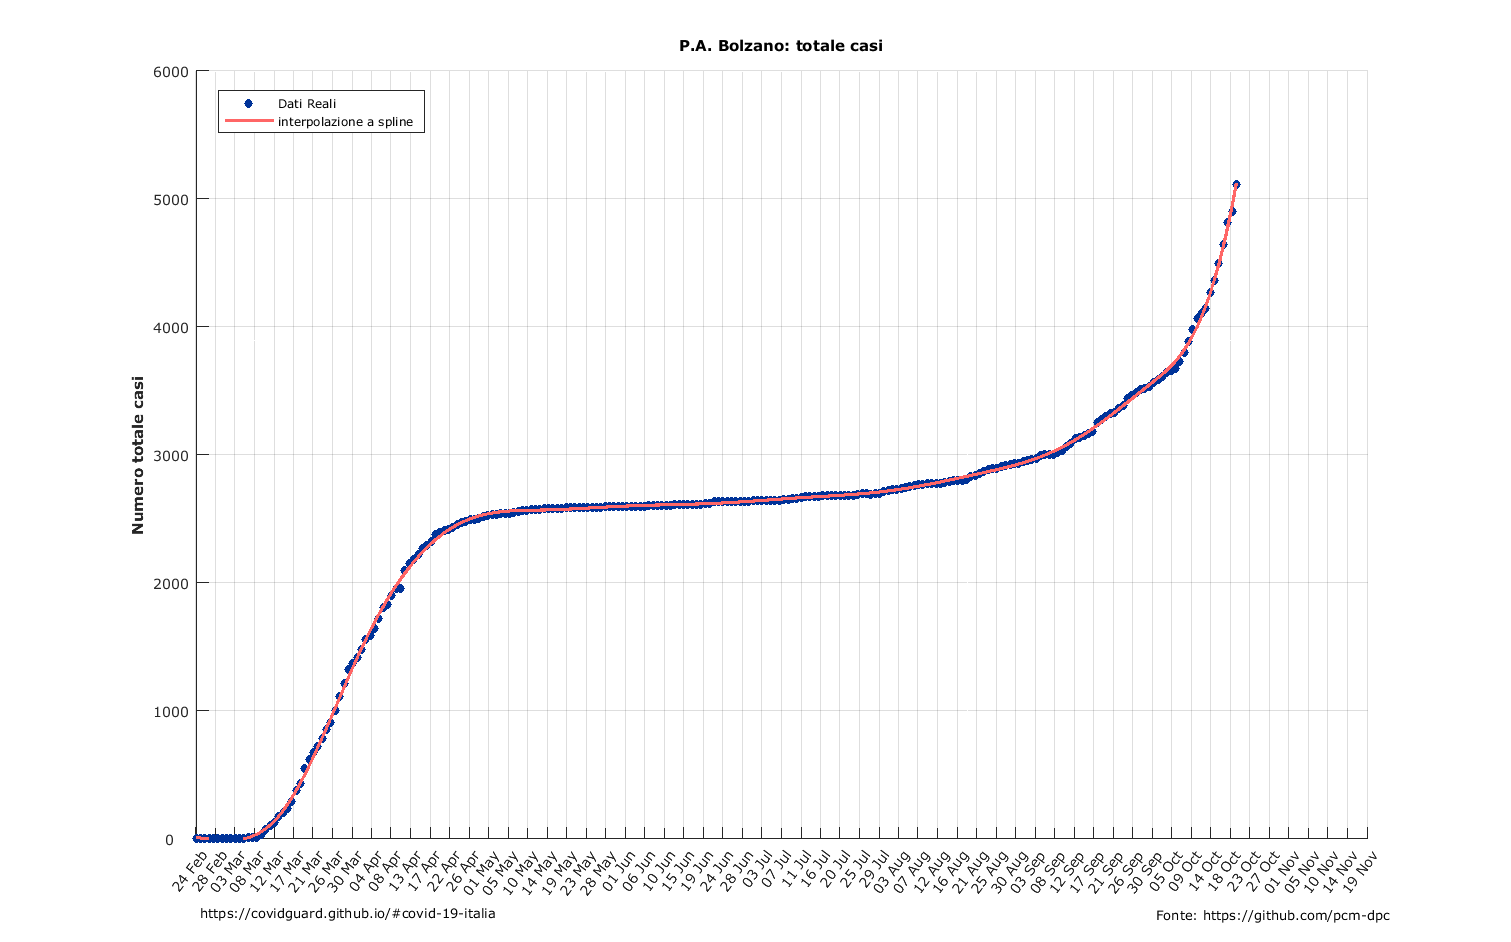 P.A. Bolzano: totale casi
6000
5000
4000
3000
2000
1000
0
Numero totale casi
Dati Reali
interpolazione a spline
24 Feb
28 Feb
03 Mar
08 Mar
12 Mar
17 Mar
21 Mar
26 Mar
30 Mar
04 Apr
08 Apr
13 Apr
17 Apr
22 Apr
26 Apr
01 May
05 May
10 May
14 May
19 May
23 May
28 May
01 Jun
06 Jun
10 Jun
15 Jun
19 Jun
24 Jun
28 Jun
03 Jul
07 Jul
11 Jul
16 Jul
20 Jul
25 Jul
29 Jul
03 Aug
07 Aug
12 Aug
16 Aug
21 Aug
25 Aug
30 Aug
03 Sep
08 Sep
12 Sep
17 Sep
21 Sep
26 Sep
30 Sep
05 Oct
09 Oct
14 Oct
18 Oct
23 Oct
27 Oct
01 Nov
05 Nov
10 Nov
14 Nov
19 Nov
https://covidguard.github.io/#covid-19-italia
Fonte: https://github.com/pcm-dpc